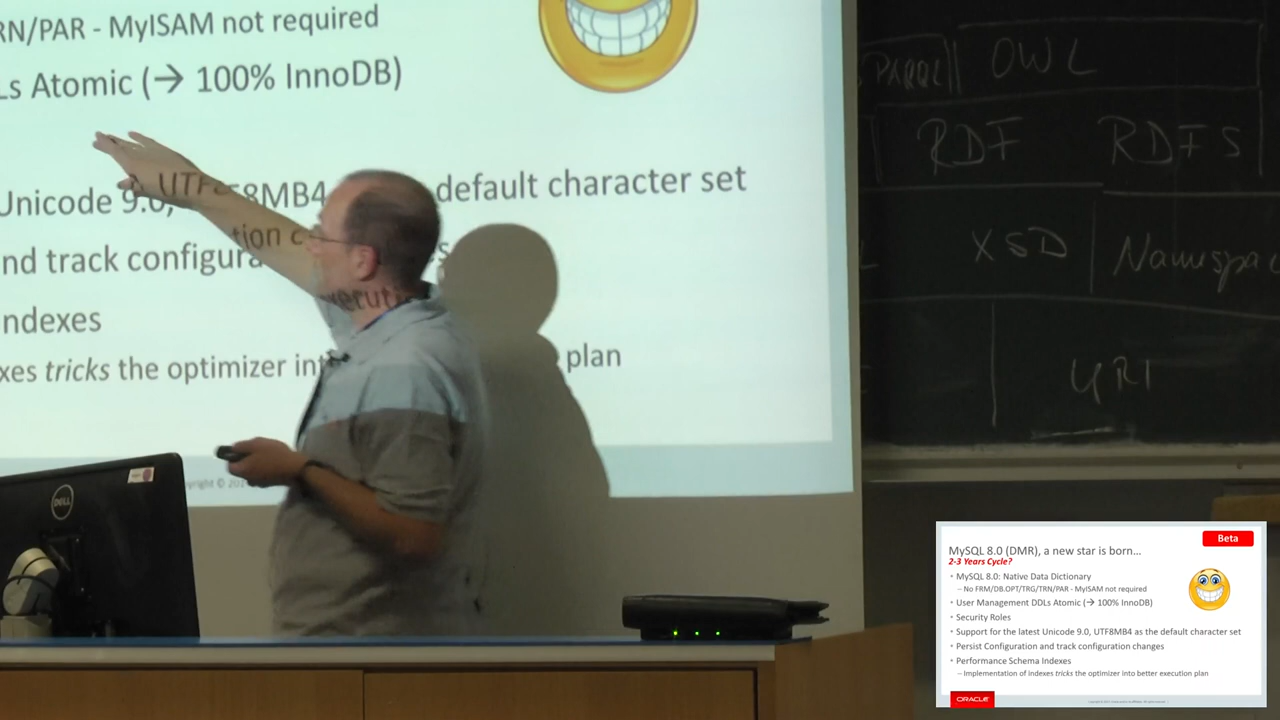 RN/PAR - MyISAM not required
Ls Atomic (→ 100% InnoDB)
Unicode 9.0, UTF8MB4 default character set
nd track configura tion c s
ndexes
xes tricks the optimizer int xecuti plan
OWL
RDF RDFS
XSD Namespac
URI
DELL
Beta
MySQL 8.0 (DMR), a new star is born...
2-3 Years Cycle?
• MySQL 8.0: Native Data Dictionary
– No FRM/DB.OPT/TRG/TRN/PAR - MyISAM not required
• User Management DDLs Atomic (→ 100% InnoDB)
• Security Roles
• Support for the latest Unicode 9.0, UTF8MB4 as the default character set
• Persist Configuration and track configuration changes
• Performance Schema Indexes
– Implementation of indexes tricks the optimizer into better execution plan
ORACLE